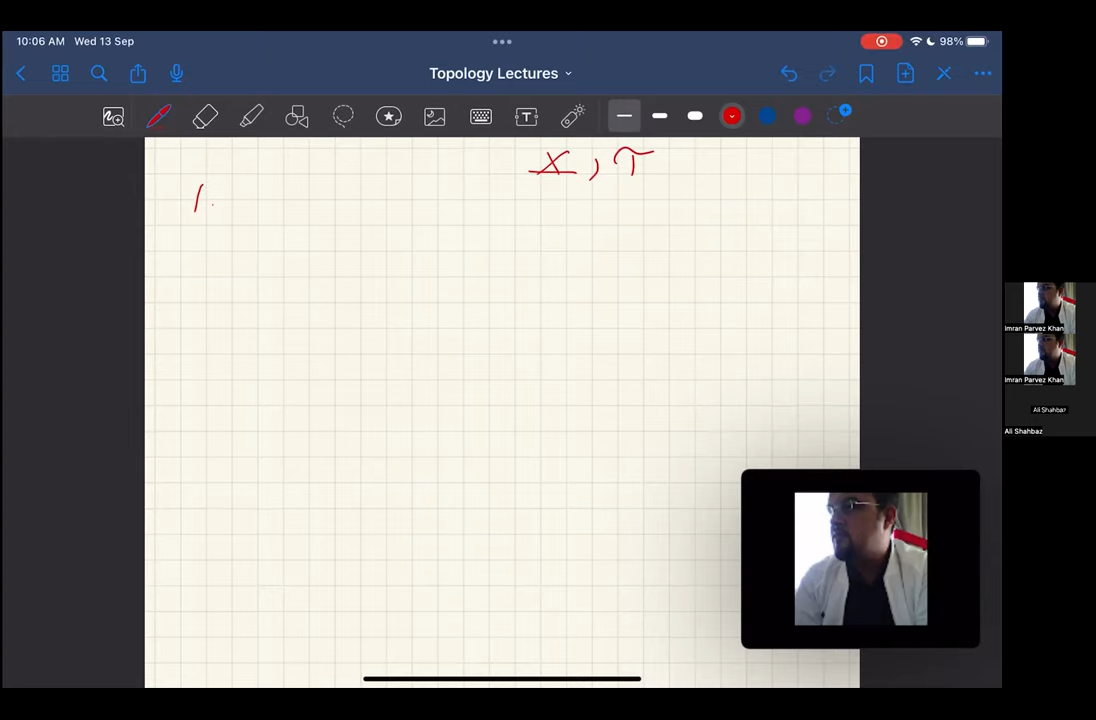 10:06 AM Wed 13 Sep
98%
Topology Lectures
T
X, τ
1.
Imran Parvez Khan
Imran Parvez Khan
Ali Shahbaz
Ali Shahbaz